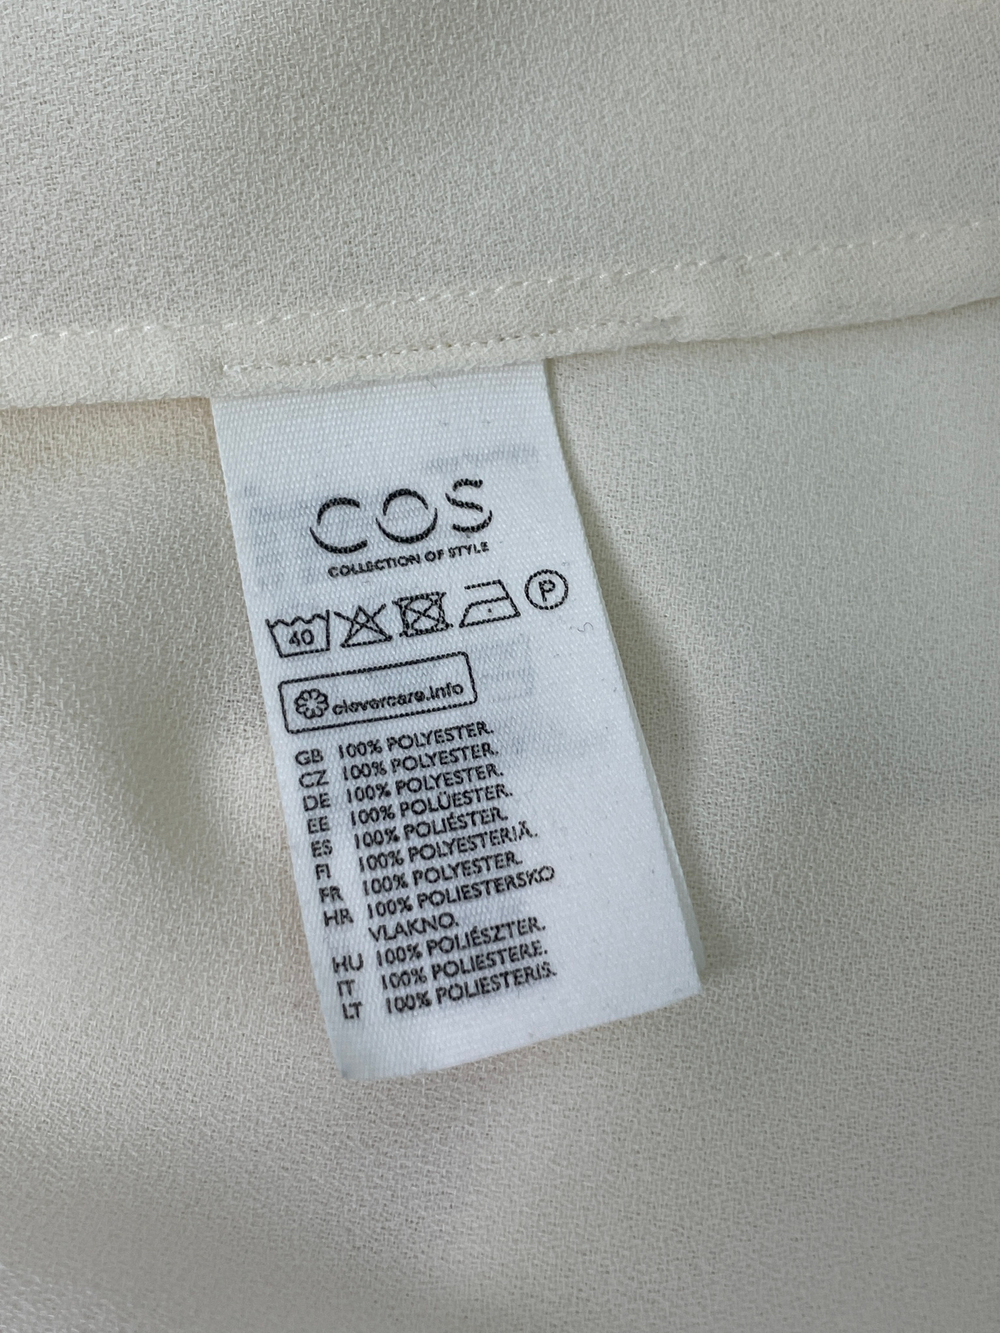 COS
COLLECTION OF STYLE
40 P
clevercare.info
GB 100% POLYESTER.
CZ 100% POLYESTER.
DE 100% POLYESTER.
EE 100% POLÜESTER.
ES 100% POLIÉSTER.
FI 100% POLYESTERIÄ.
FR 100% POLYESTER.
HR 100% POLIESTERSKO
VLAKNO.
HU 100% POLIÉSZTER.
IT 100% POLIESTERE.
LT 100% POLIESTERIS.